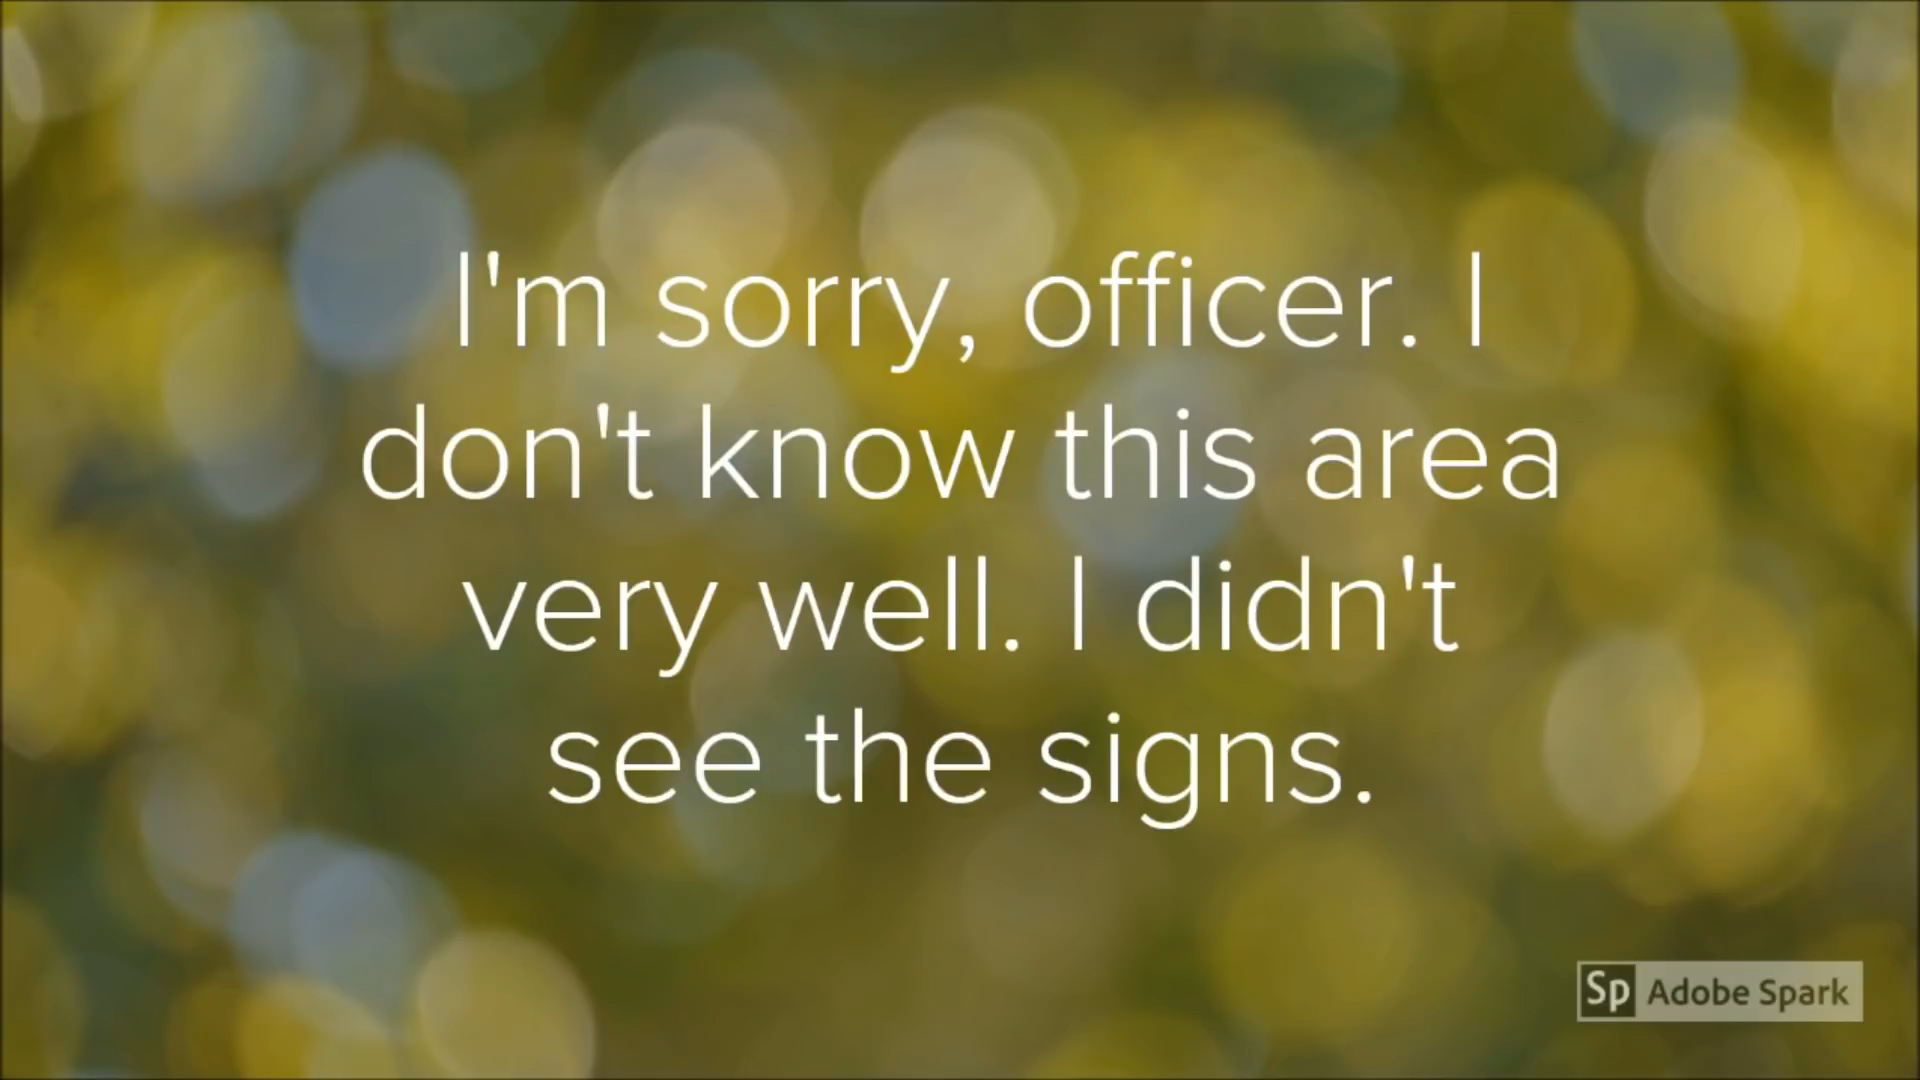 I'm sorry, officer. I
don't know this area
very well. I didn't
see the signs.
Sp Adobe Spark